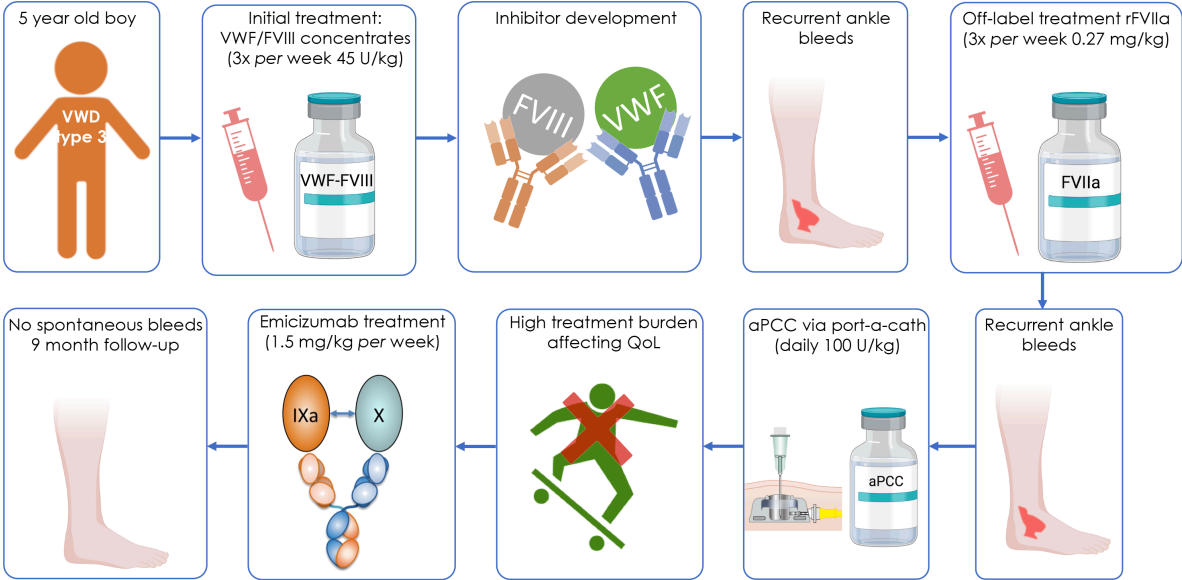 5 year old boy
VWD
type 3
Initial treatment:
VWF/FVIII concentrates
(3x per week 45 U/kg)
VWF-FVIII
Inhibitor development
FVIII
VWF
Recurrent ankle
bleeds
Off-label treatment rFVIIa
(3x per week 0.27 mg/kg)
FVIIa
No spontaneous bleeds
9 month follow-up
Emicizumab treatment
(1.5 mg/kg per week)
IXa
X
High treatment burden
affecting QoL
aPCC via port-a-cath
(daily 100 U/kg)
aPCC
Recurrent ankle
bleeds